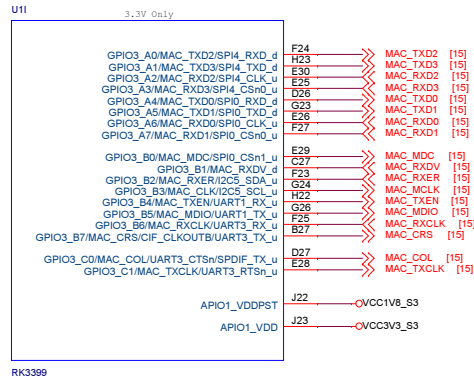 U1I
3.3V Only
GPIO3_A0/MAC_TXD2/SPI4_RXD_d F24 MAC_TXD2 [15]
GPIO3_A1/MAC_TXD3/SPI4_TXD_d H23 MAC_TXD3 [15]
GPIO3_A2/MAC_RXD2/SPI4_CLK_u E30 MAC_RXD2 [15]
GPIO3_A3/MAC_RXD3/SPI4_CSn0_u E25 MAC_RXD3 [15]
GPIO3_A4/MAC_TXD0/SPI0_RXD_d D26 MAC_TXD0 [15]
GPIO3_A5/MAC_TXD1/SPI0_TXD_d G23 MAC_TXD1 [15]
GPIO3_A6/MAC_RXD0/SPI0_CLK_u E26 MAC_RXD0 [15]
GPIO3_A7/MAC_RXD1/SPI0_CSn0_u F27 MAC_RXD1 [15]
GPIO3_B0/MAC_MDC/SPI0_CSn1_u E29 MAC_MDC [15]
GPIO3_B1/MAC_RXDV_d C27 MAC_RXDV [15]
GPIO3_B2/MAC_RXER/I2C5_SDA_u F23 MAC_RXER [15]
GPIO3_B3/MAC_CLK/I2C5_SCL_u G24 MAC_MCLK [15]
GPIO3_B4/MAC_TXEN/UART1_RX_u H22 MAC_TXEN [15]
GPIO3_B5/MAC_MDIO/UART1_TX_u G26 MAC_MDIO [15]
GPIO3_B6/MAC_RXCLK/UART3_RX_u F25 MAC_RXCLK [15]
GPIO3_B7/MAC_CRS/CIF_CLKOUTB/UART3_TX_u B27 MAC_CRS [15]
GPIO3_C0/MAC_COL/UART3_CTSn/SPDIF_TX_u D27 MAC_COL [15]
GPIO3_C1/MAC_TXCLK/UART3_RTSn_u E28 MAC_TXCLK [15]
APIO1_VDDPST J22 VCC1V8_S3
APIO1_VDD J23 VCC3V3_S3
RK3399